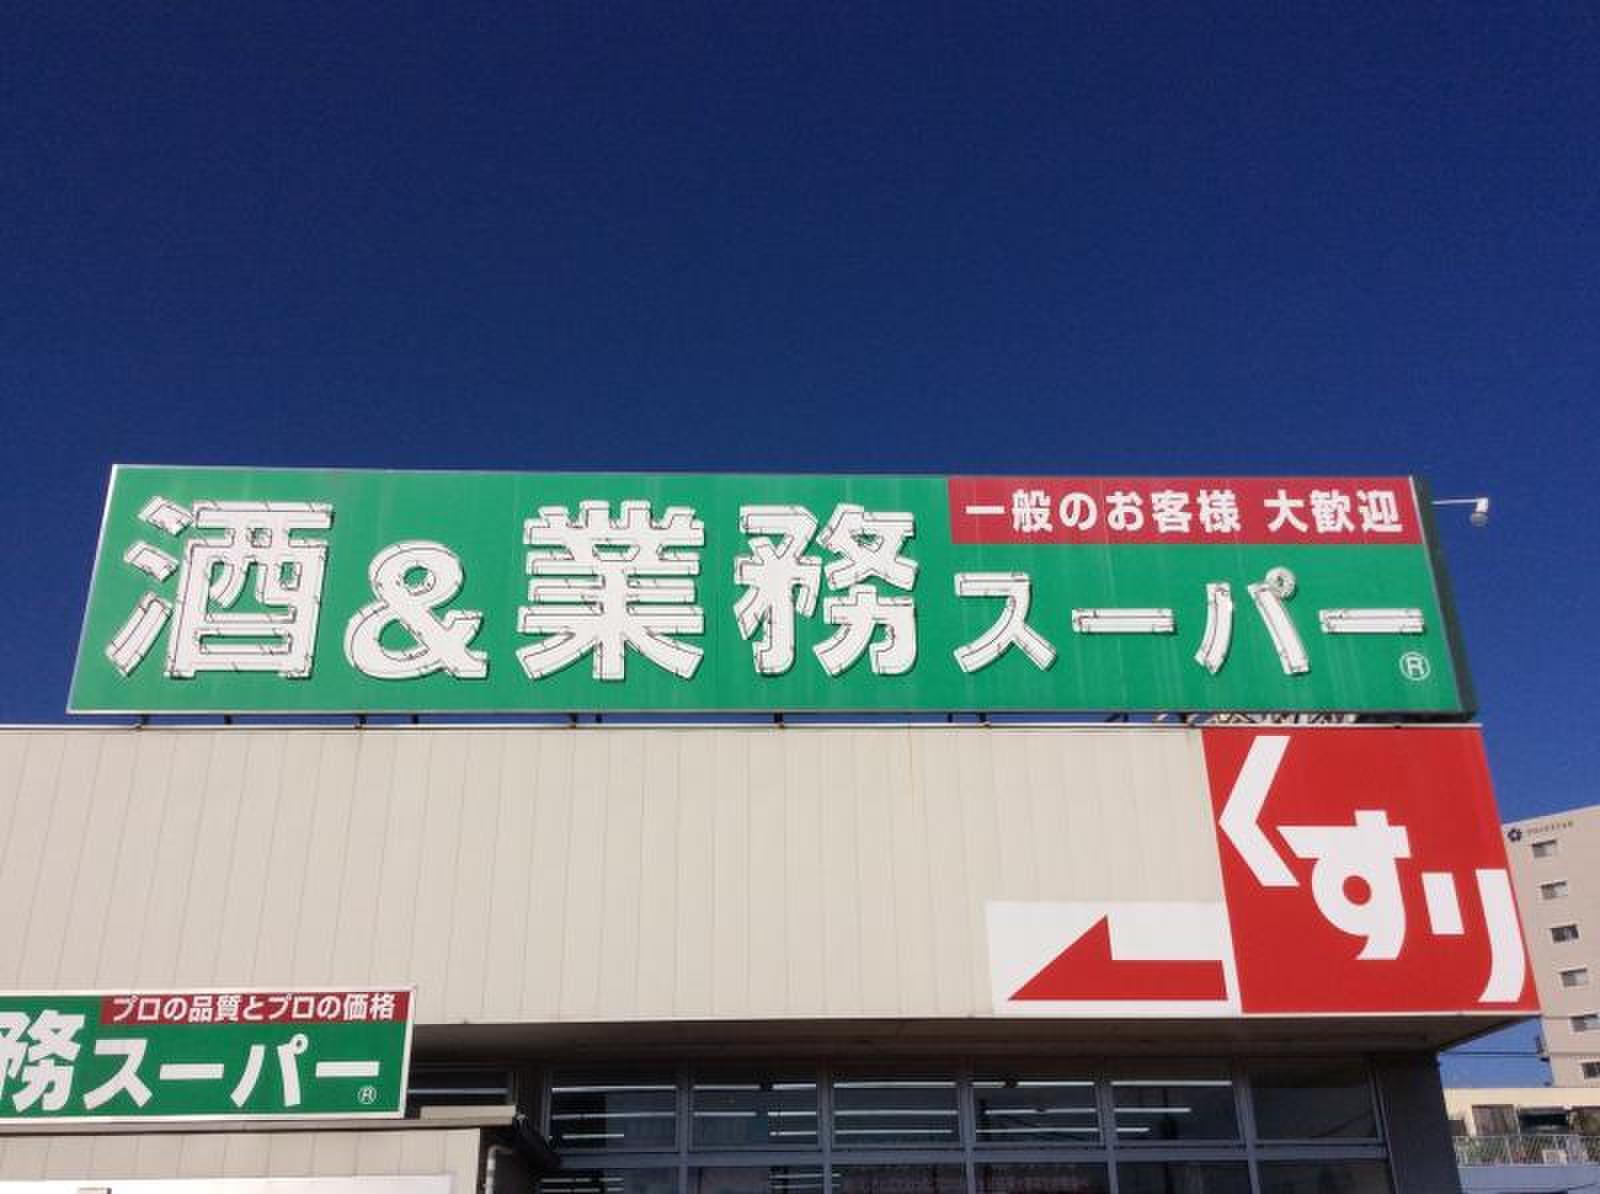 一般のお客様 大歓迎
酒&業務スーパー
®
くすり
プロの品質とプロの価格
務スーパー
®